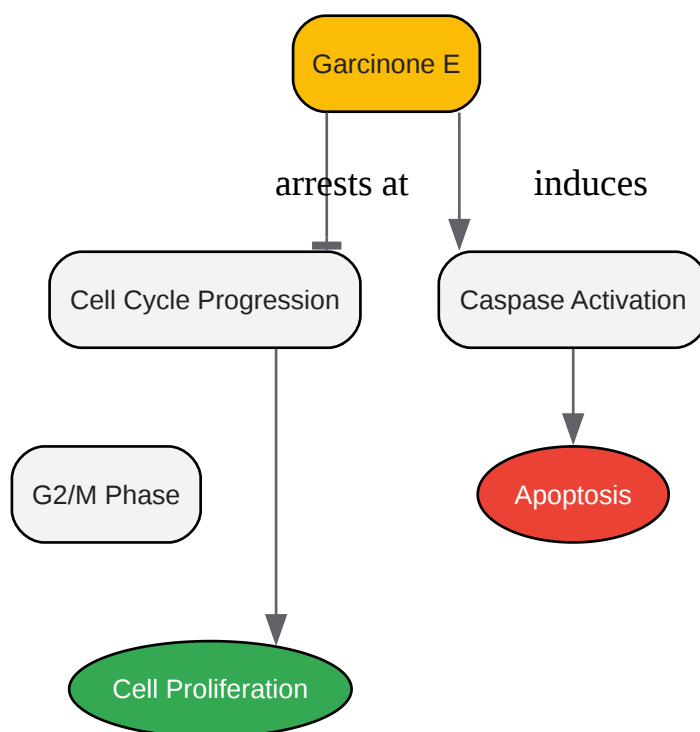 Garcinone E
arrests at
induces
Cell Cycle Progression
Caspase Activation
G2/M Phase
Apoptosis
Cell Proliferation